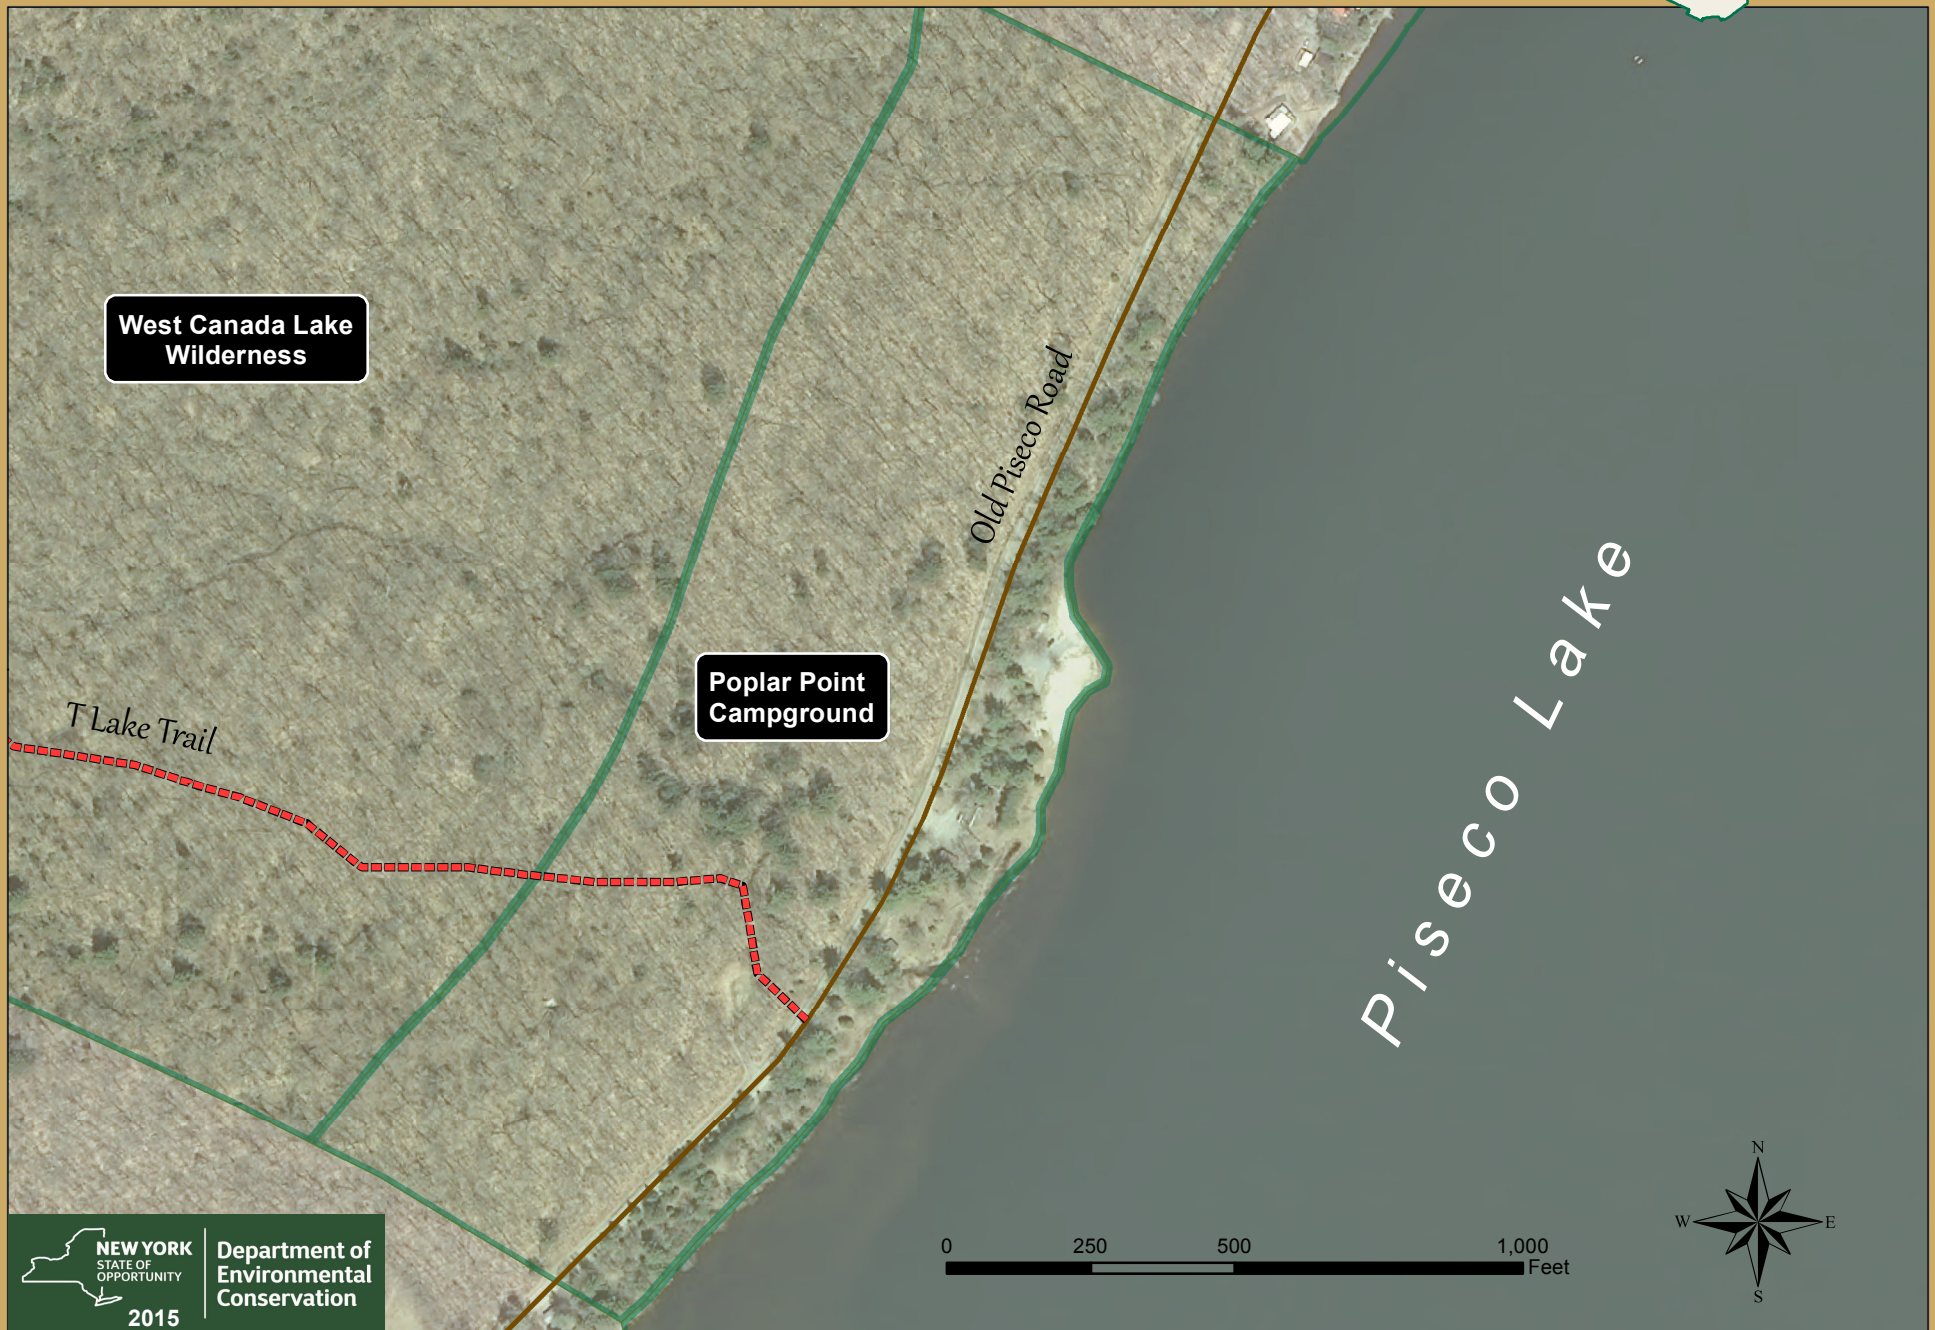 West Canada Lake
Wilderness
Old Piseco Road
Poplar Point
Campground
T Lake Trail
Piseco Lake
N
W
E
S
0
250
500
1,000
Feet
NEW YORK
STATE OF
OPPORTUNITY
2015
Department of
Environmental
Conservation